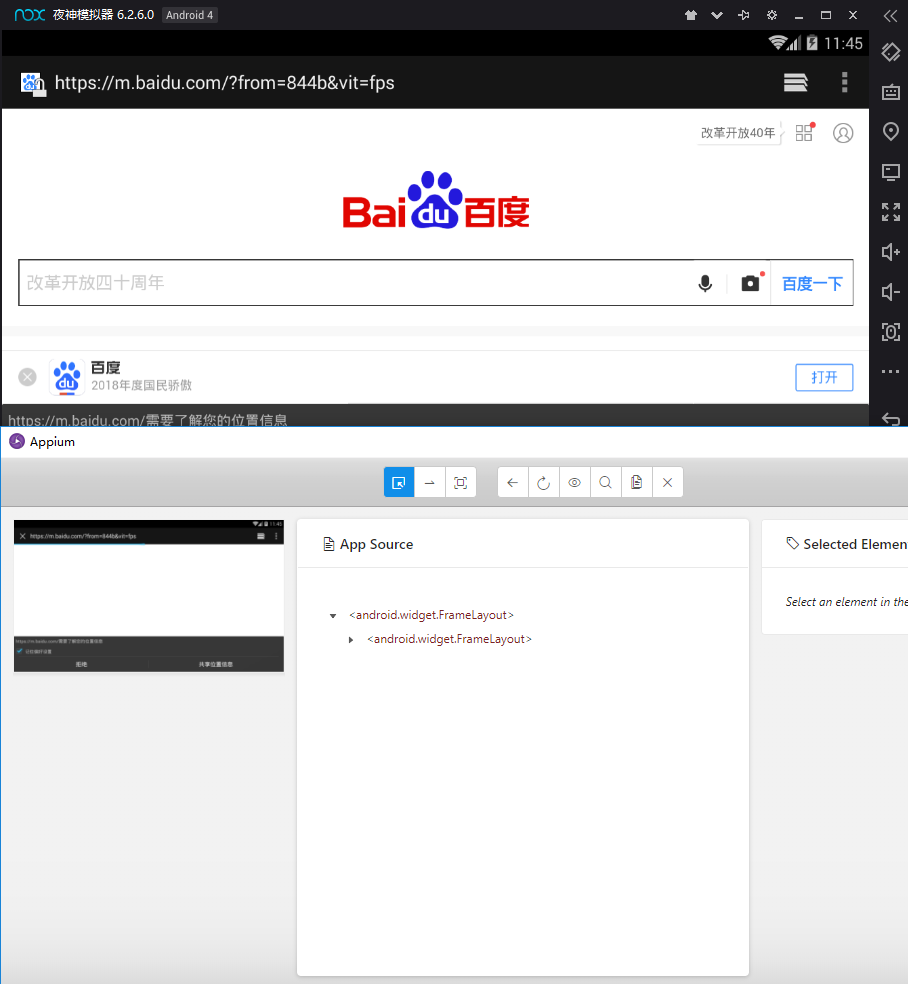 nox 夜神模拟器 6.2.6.0 Android 4
11:45
https://m.baidu.com/?from=844b&vit=fps
改革开放40年
Bai du 百度
改革开放四十周年
百度一下
du
百度
2018年度国民骄傲
打开
https://m.baidu.com/需要了解您的位置信息
Appium
https://m.baidu.com/?from=844b&vit=fps
https://m.baidu.com/需要了解您的位置信息
拒绝
共享位置信息
App Source
<android.widget.FrameLayout>
<android.widget.FrameLayout>
Selected Elemen
Select an element in the